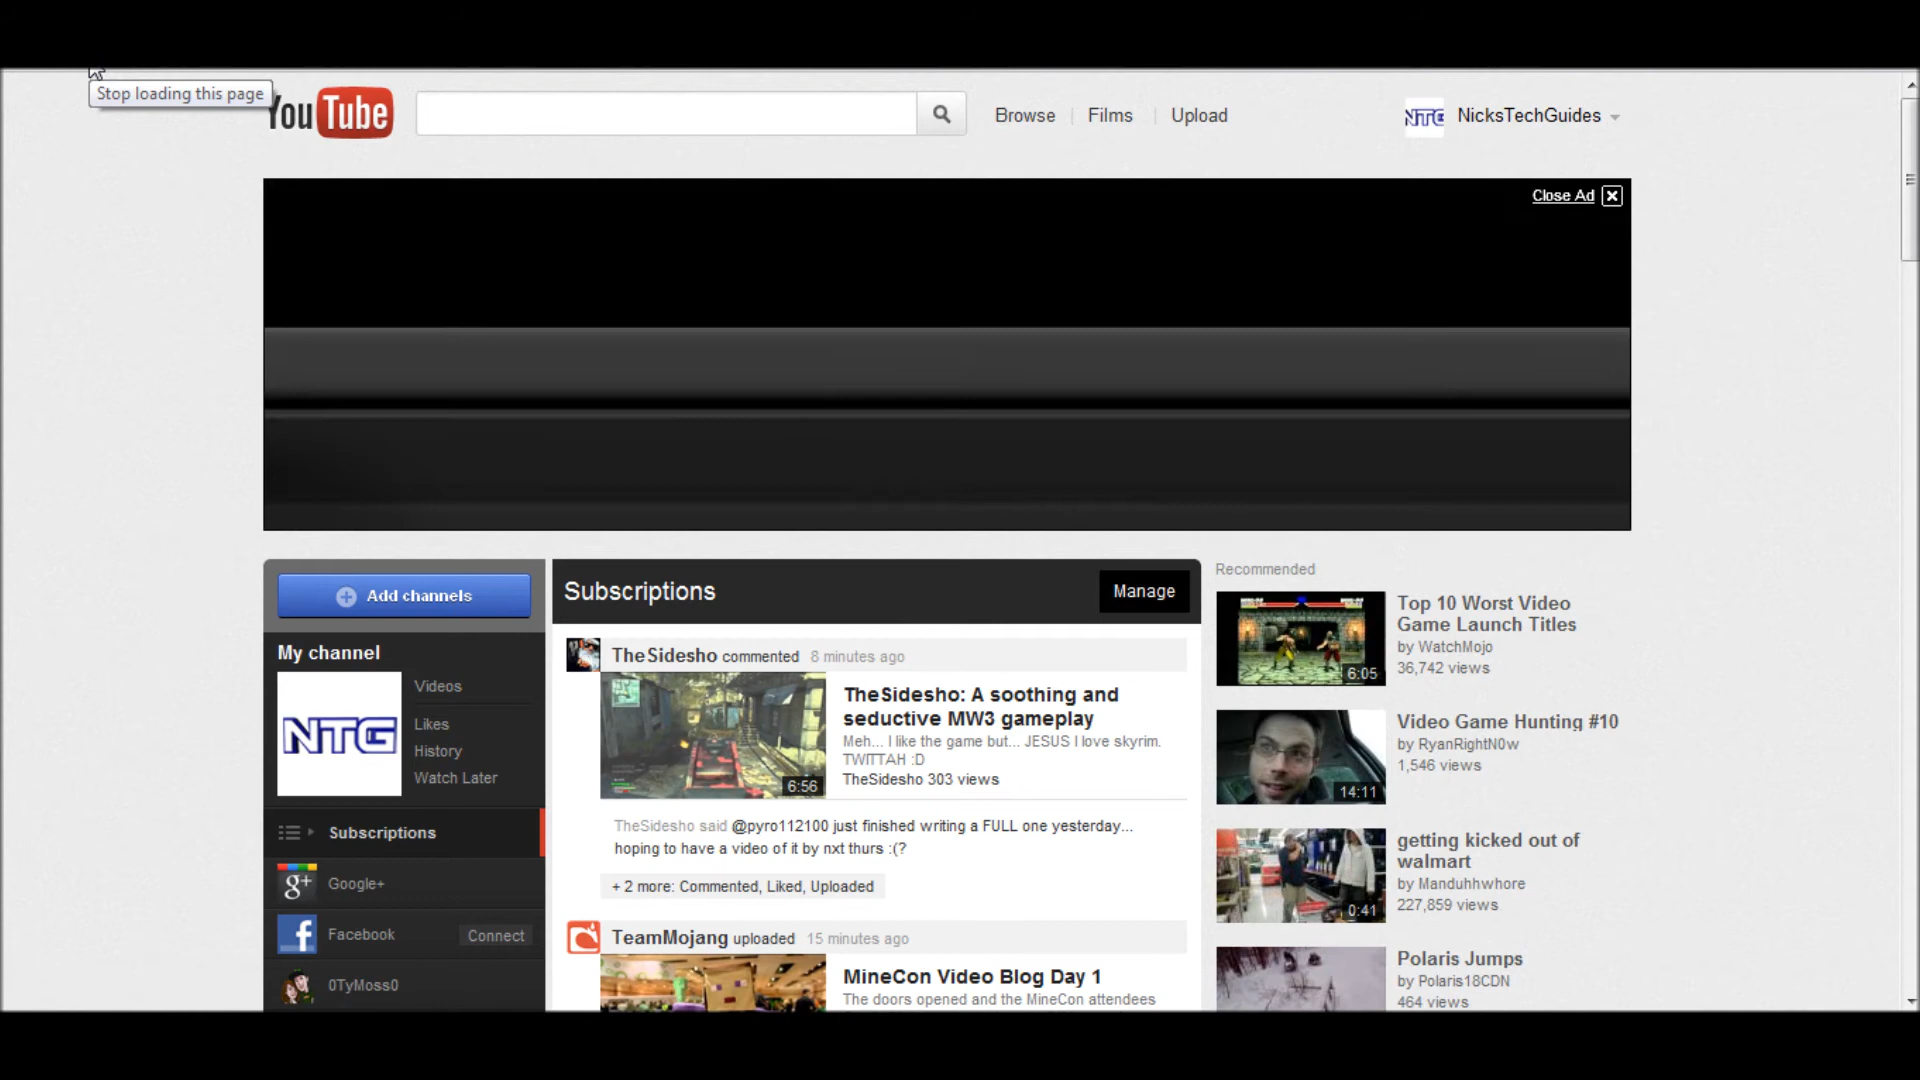 Stop loading this page
YouTube
Browse
Films
Upload
NTG
NicksTechGuides
Close Ad
Add channels
My channel
NTG
Videos
Likes
History
Watch Later
Subscriptions
g+
Google+
f
Facebook
Connect
0TyMoss0
Subscriptions
Manage
TheSidesho commented 8 minutes ago
6:56
TheSidesho: A soothing and
seductive MW3 gameplay
Meh... I like the game but... JESUS I love skyrim.
TWITTAH :D
TheSidesho 303 views
TheSidesho said @pyro112100 just finished writing a FULL one yesterday...
hoping to have a video of it by nxt thurs :(?
+ 2 more: Commented, Liked, Uploaded
TeamMojang uploaded 15 minutes ago
MineCon Video Blog Day 1
The doors opened and the MineCon attendees
Recommended
6:05
Top 10 Worst Video
Game Launch Titles
by WatchMojo
36,742 views
14:11
Video Game Hunting #10
by RyanRightN0w
1,546 views
0:41
getting kicked out of
walmart
by Manduhhwhore
227,859 views
Polaris Jumps
by Polaris18CDN
464 views